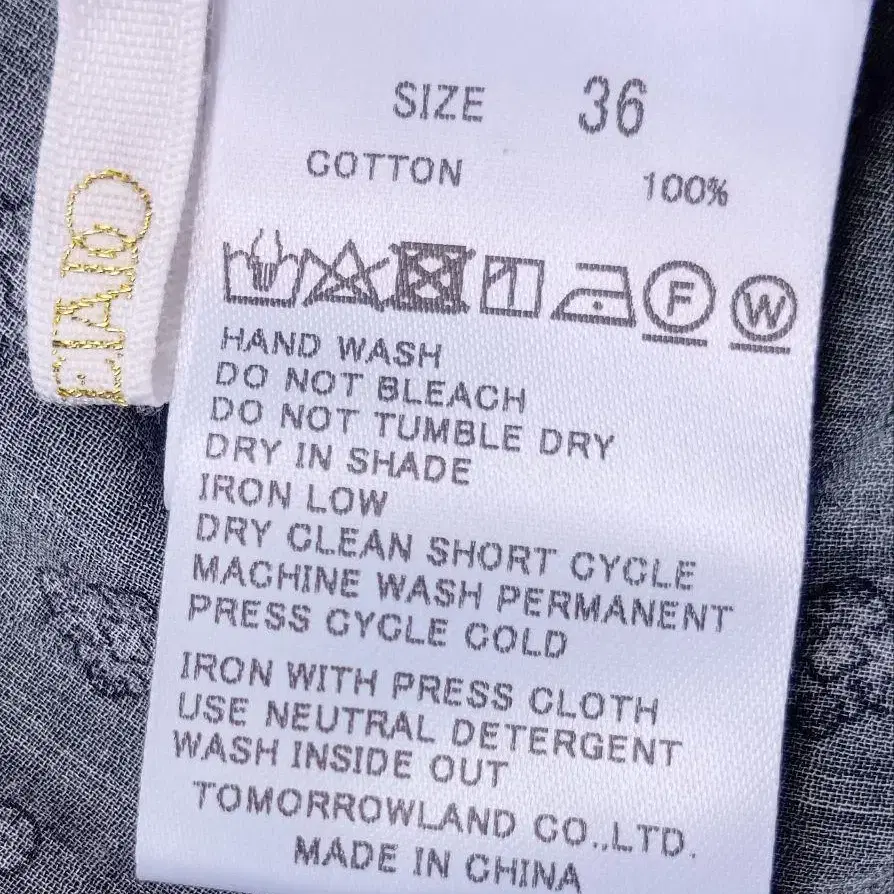 SIZE 36
COTTON 100%
F W
HAND WASH
DO NOT BLEACH
DO NOT TUMBLE DRY
DRY IN SHADE
IRON LOW
DRY CLEAN SHORT CYCLE
MACHINE WASH PERMANENT
PRESS CYCLE COLD
IRON WITH PRESS CLOTH
USE NEUTRAL DETERGENT
WASH INSIDE OUT
TOMORROWLAND CO.,LTD.
MADE IN CHINA